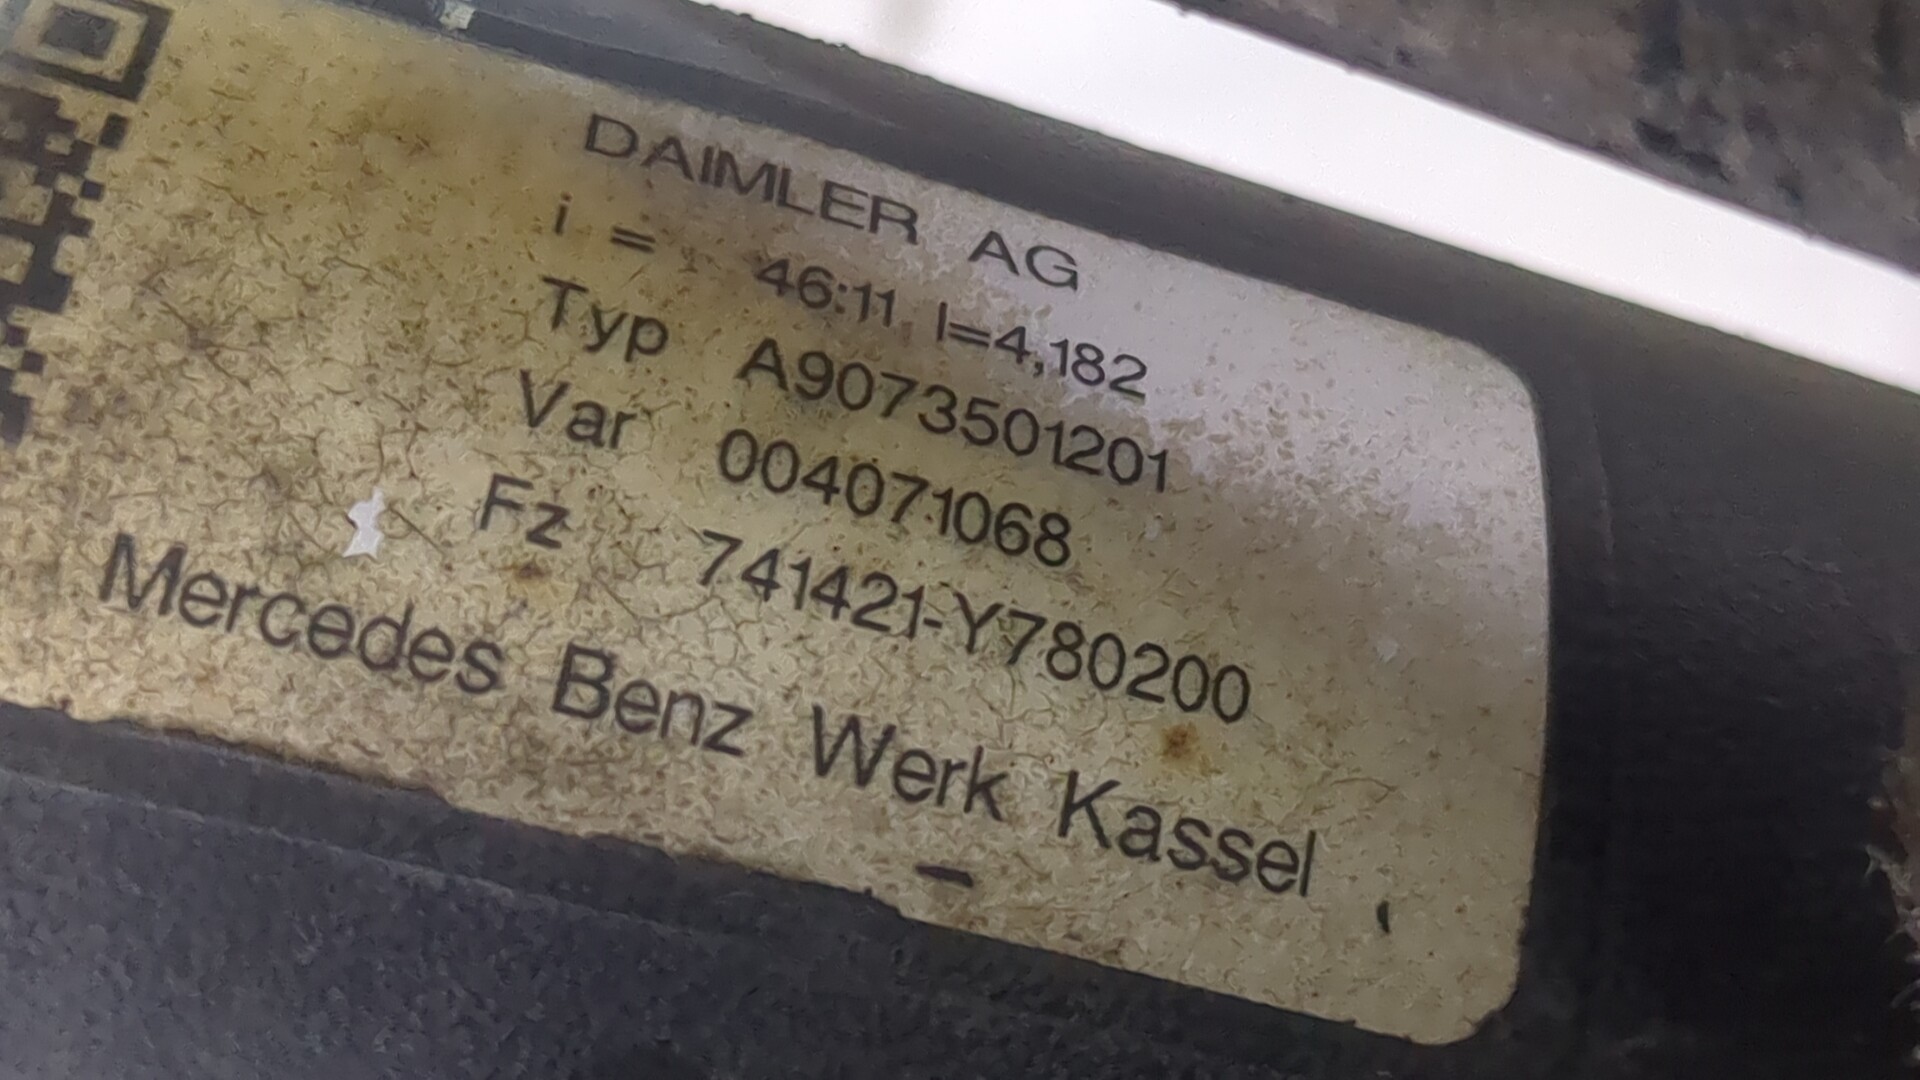 DAIMLER AG
i = 46:11 I=4,182
Typ A9073501201
Var 004071068
Fz 741421-Y780200
Mercedes Benz Werk Kassel